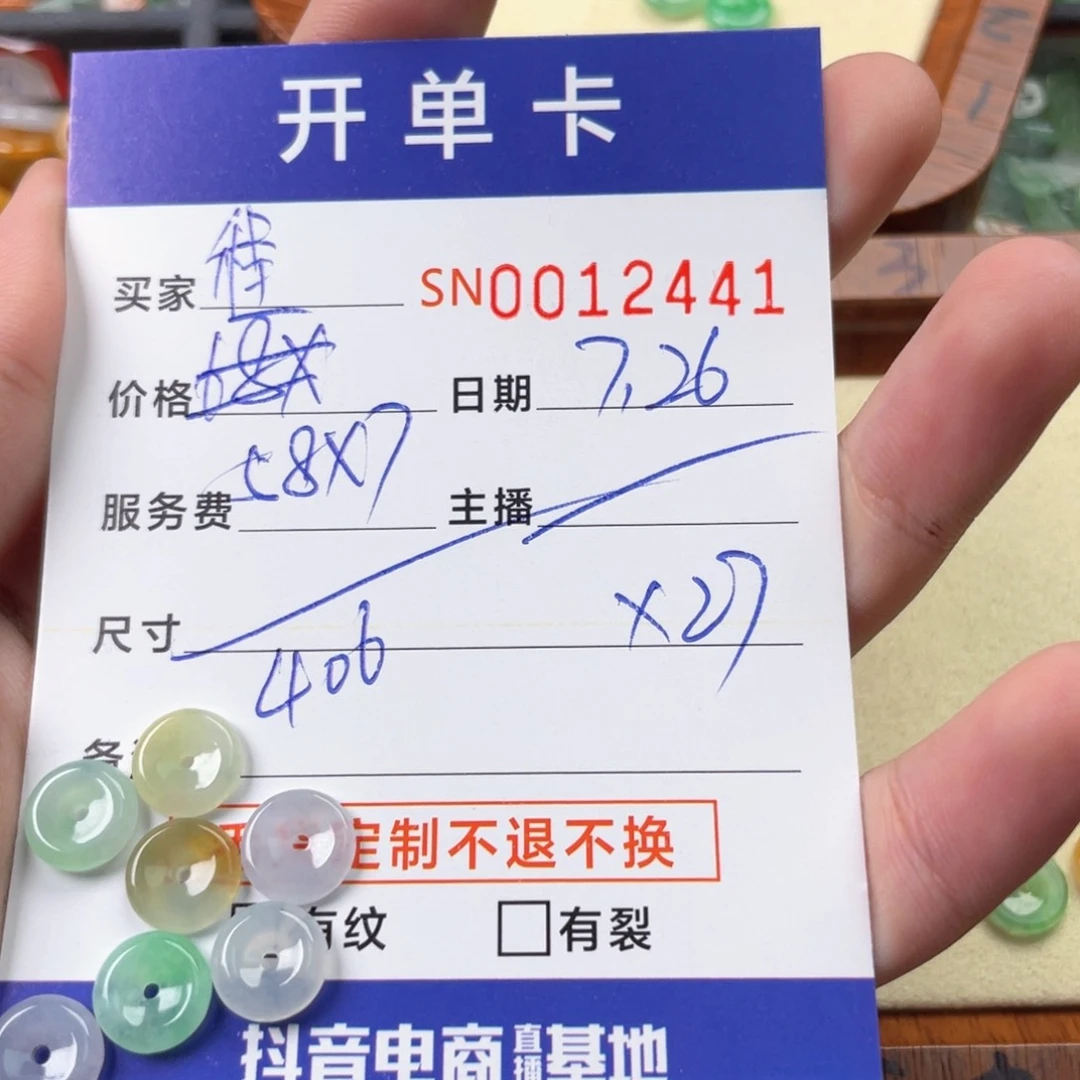 开单卡
买家 SN0012441
价格 日期 7.26
服务费 58X7 主播
尺寸 X27
406
备
定制不退不换
有纹 有裂
抖音电商直播基地